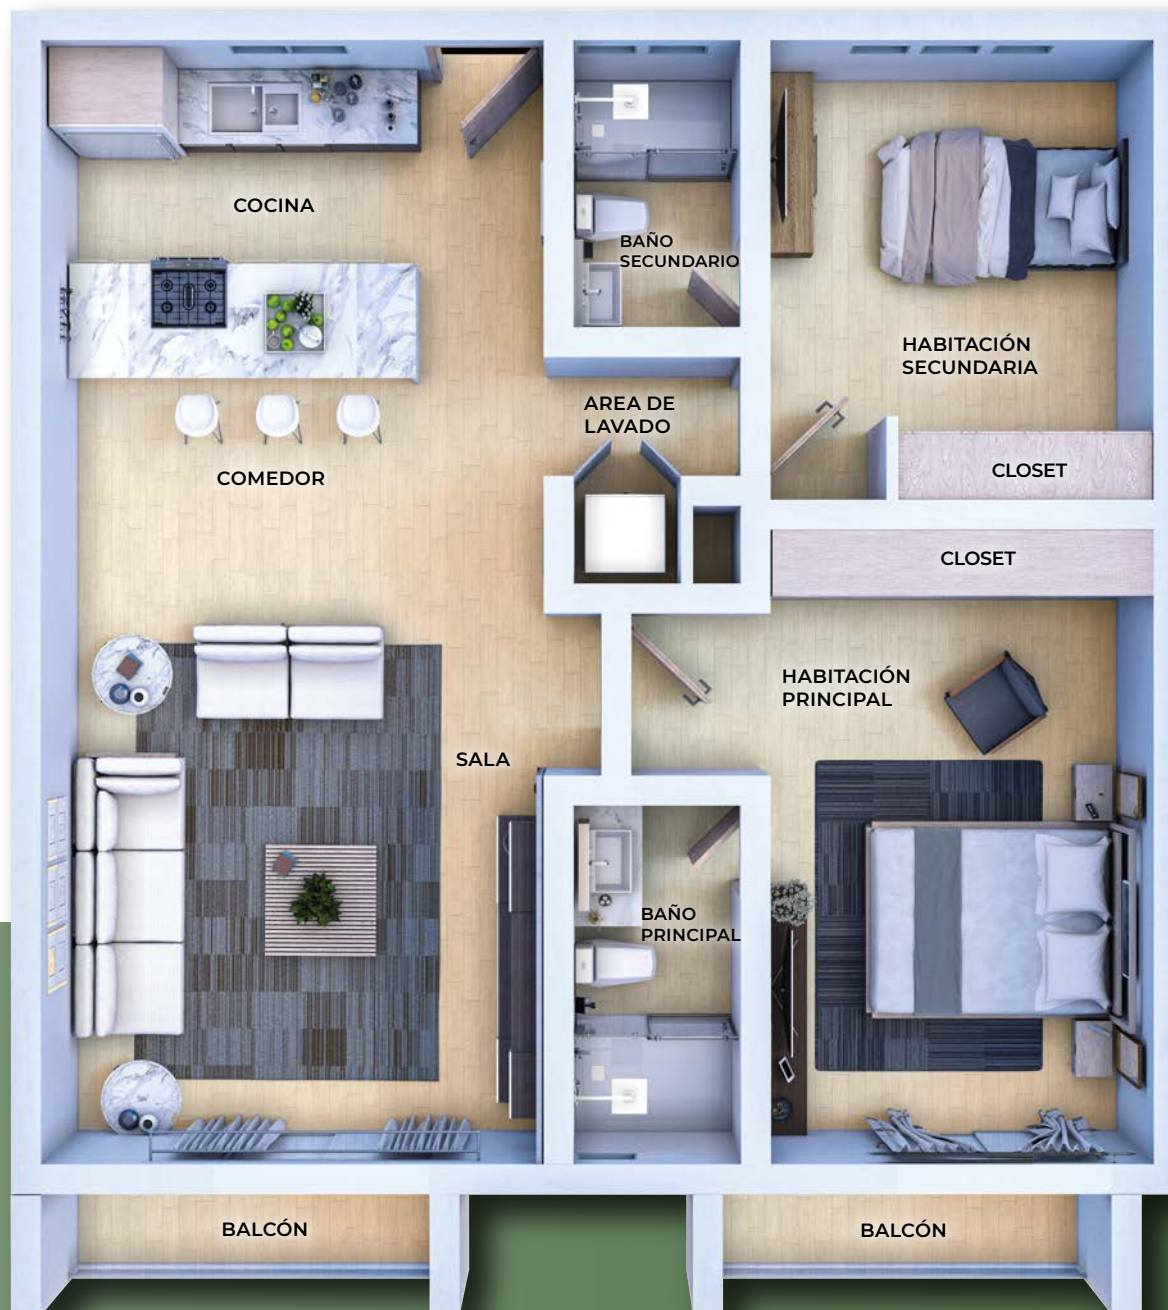 COCINA
BAÑO
SECUNDARIO
HABITACIÓN
SECUNDARIA
AREA DE
LAVADO
COMEDOR
CLOSET
CLOSET
HABITACIÓN
PRINCIPAL
SALA
BAÑO
PRINCIPAL
BALCÓN
BALCÓN